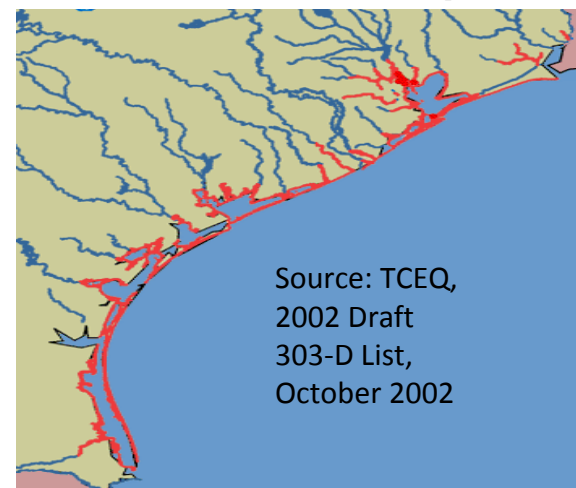 Source: TCEQ,
2002 Draft
303-D List,
October 2002